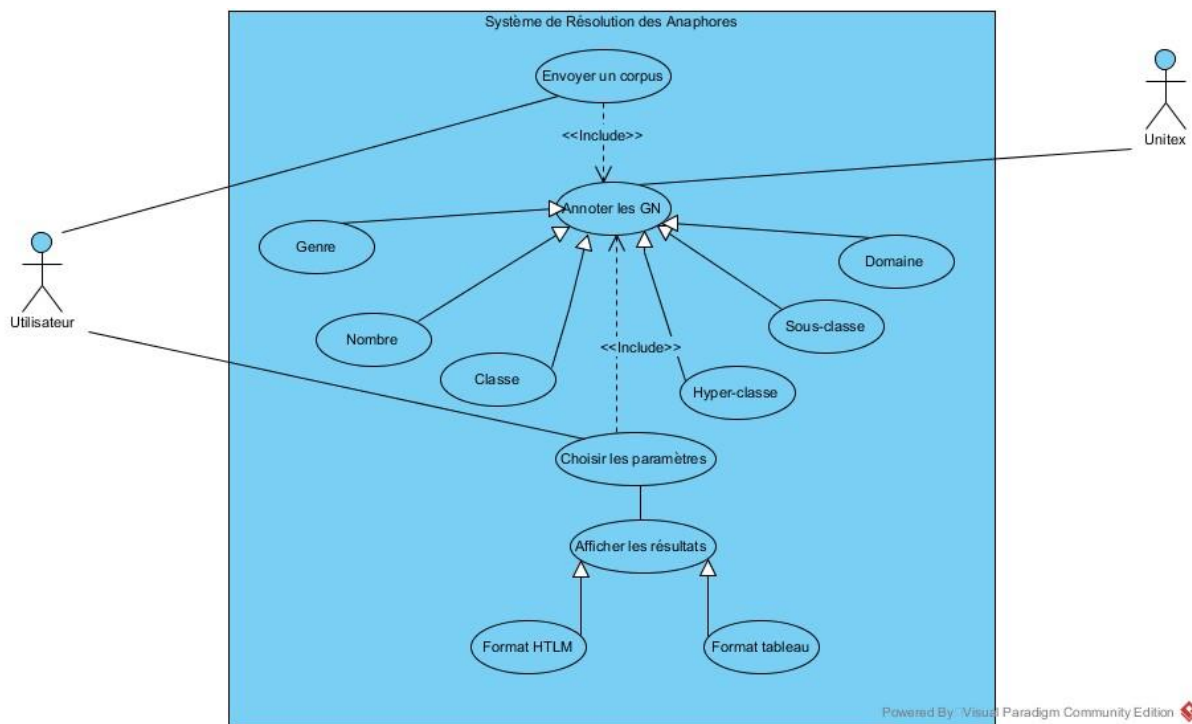 Système de Résolution des Anaphores
Envoyer un corpus
<<Include>>
Unitex
Annoter les GN
Genre
Domaine
Utilisateur
Nombre
Sous-classe
<<Include>>
Classe
Hyper-classe
Choisir les paramètres
Afficher les résultats
Format HTLM
Format tableau
Powered By Visual Paradigm Community Edition